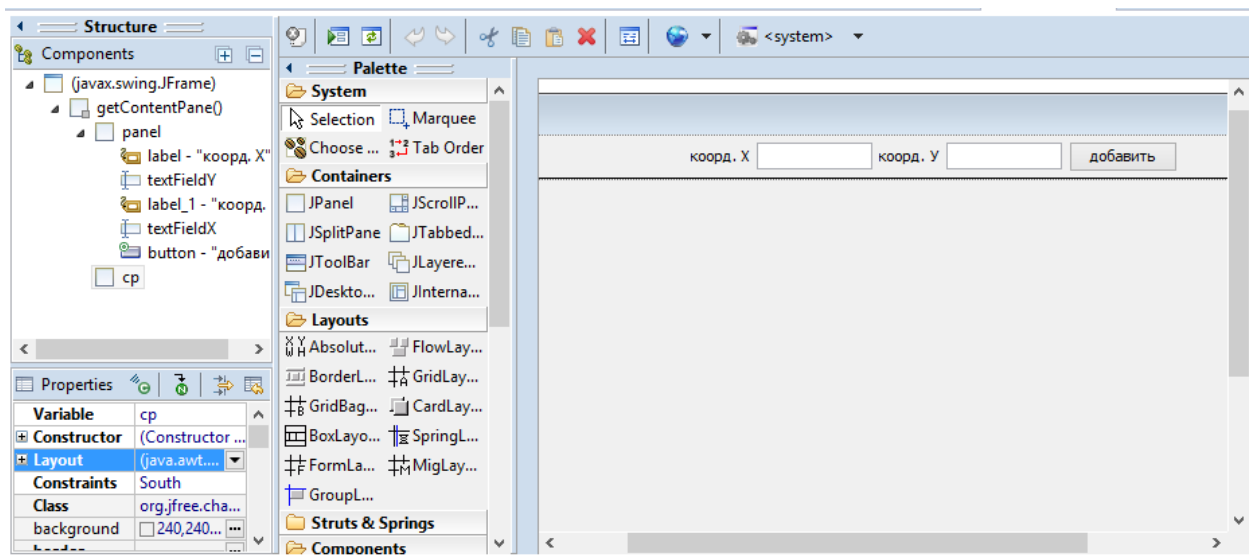 Structure
Components
(javax.swing.JFrame)
getContentPane()
panel
label - "коорд. X"
textFieldY
label_1 - "коорд.
textFieldX
button - "добави
cp
Properties
Variable cp
Constructor (Constructor ...
Layout (java.awt....
Constraints South
Class org.jfree.cha...
background 240,240...
<system>
Palette
System
Selection Marquee
Choose ... Tab Order
Containers
JPanel JScrollP...
JSplitPane JTabbed...
JToolBar JLayere...
JDeskto... JInterna...
Layouts
Absolut... FlowLay...
BorderL... GridLay...
GridBag... CardLay...
BoxLayo... SpringL...
FormLa... MigLay...
GroupL...
Struts & Springs
Components
коорд. X коорд. У добавить